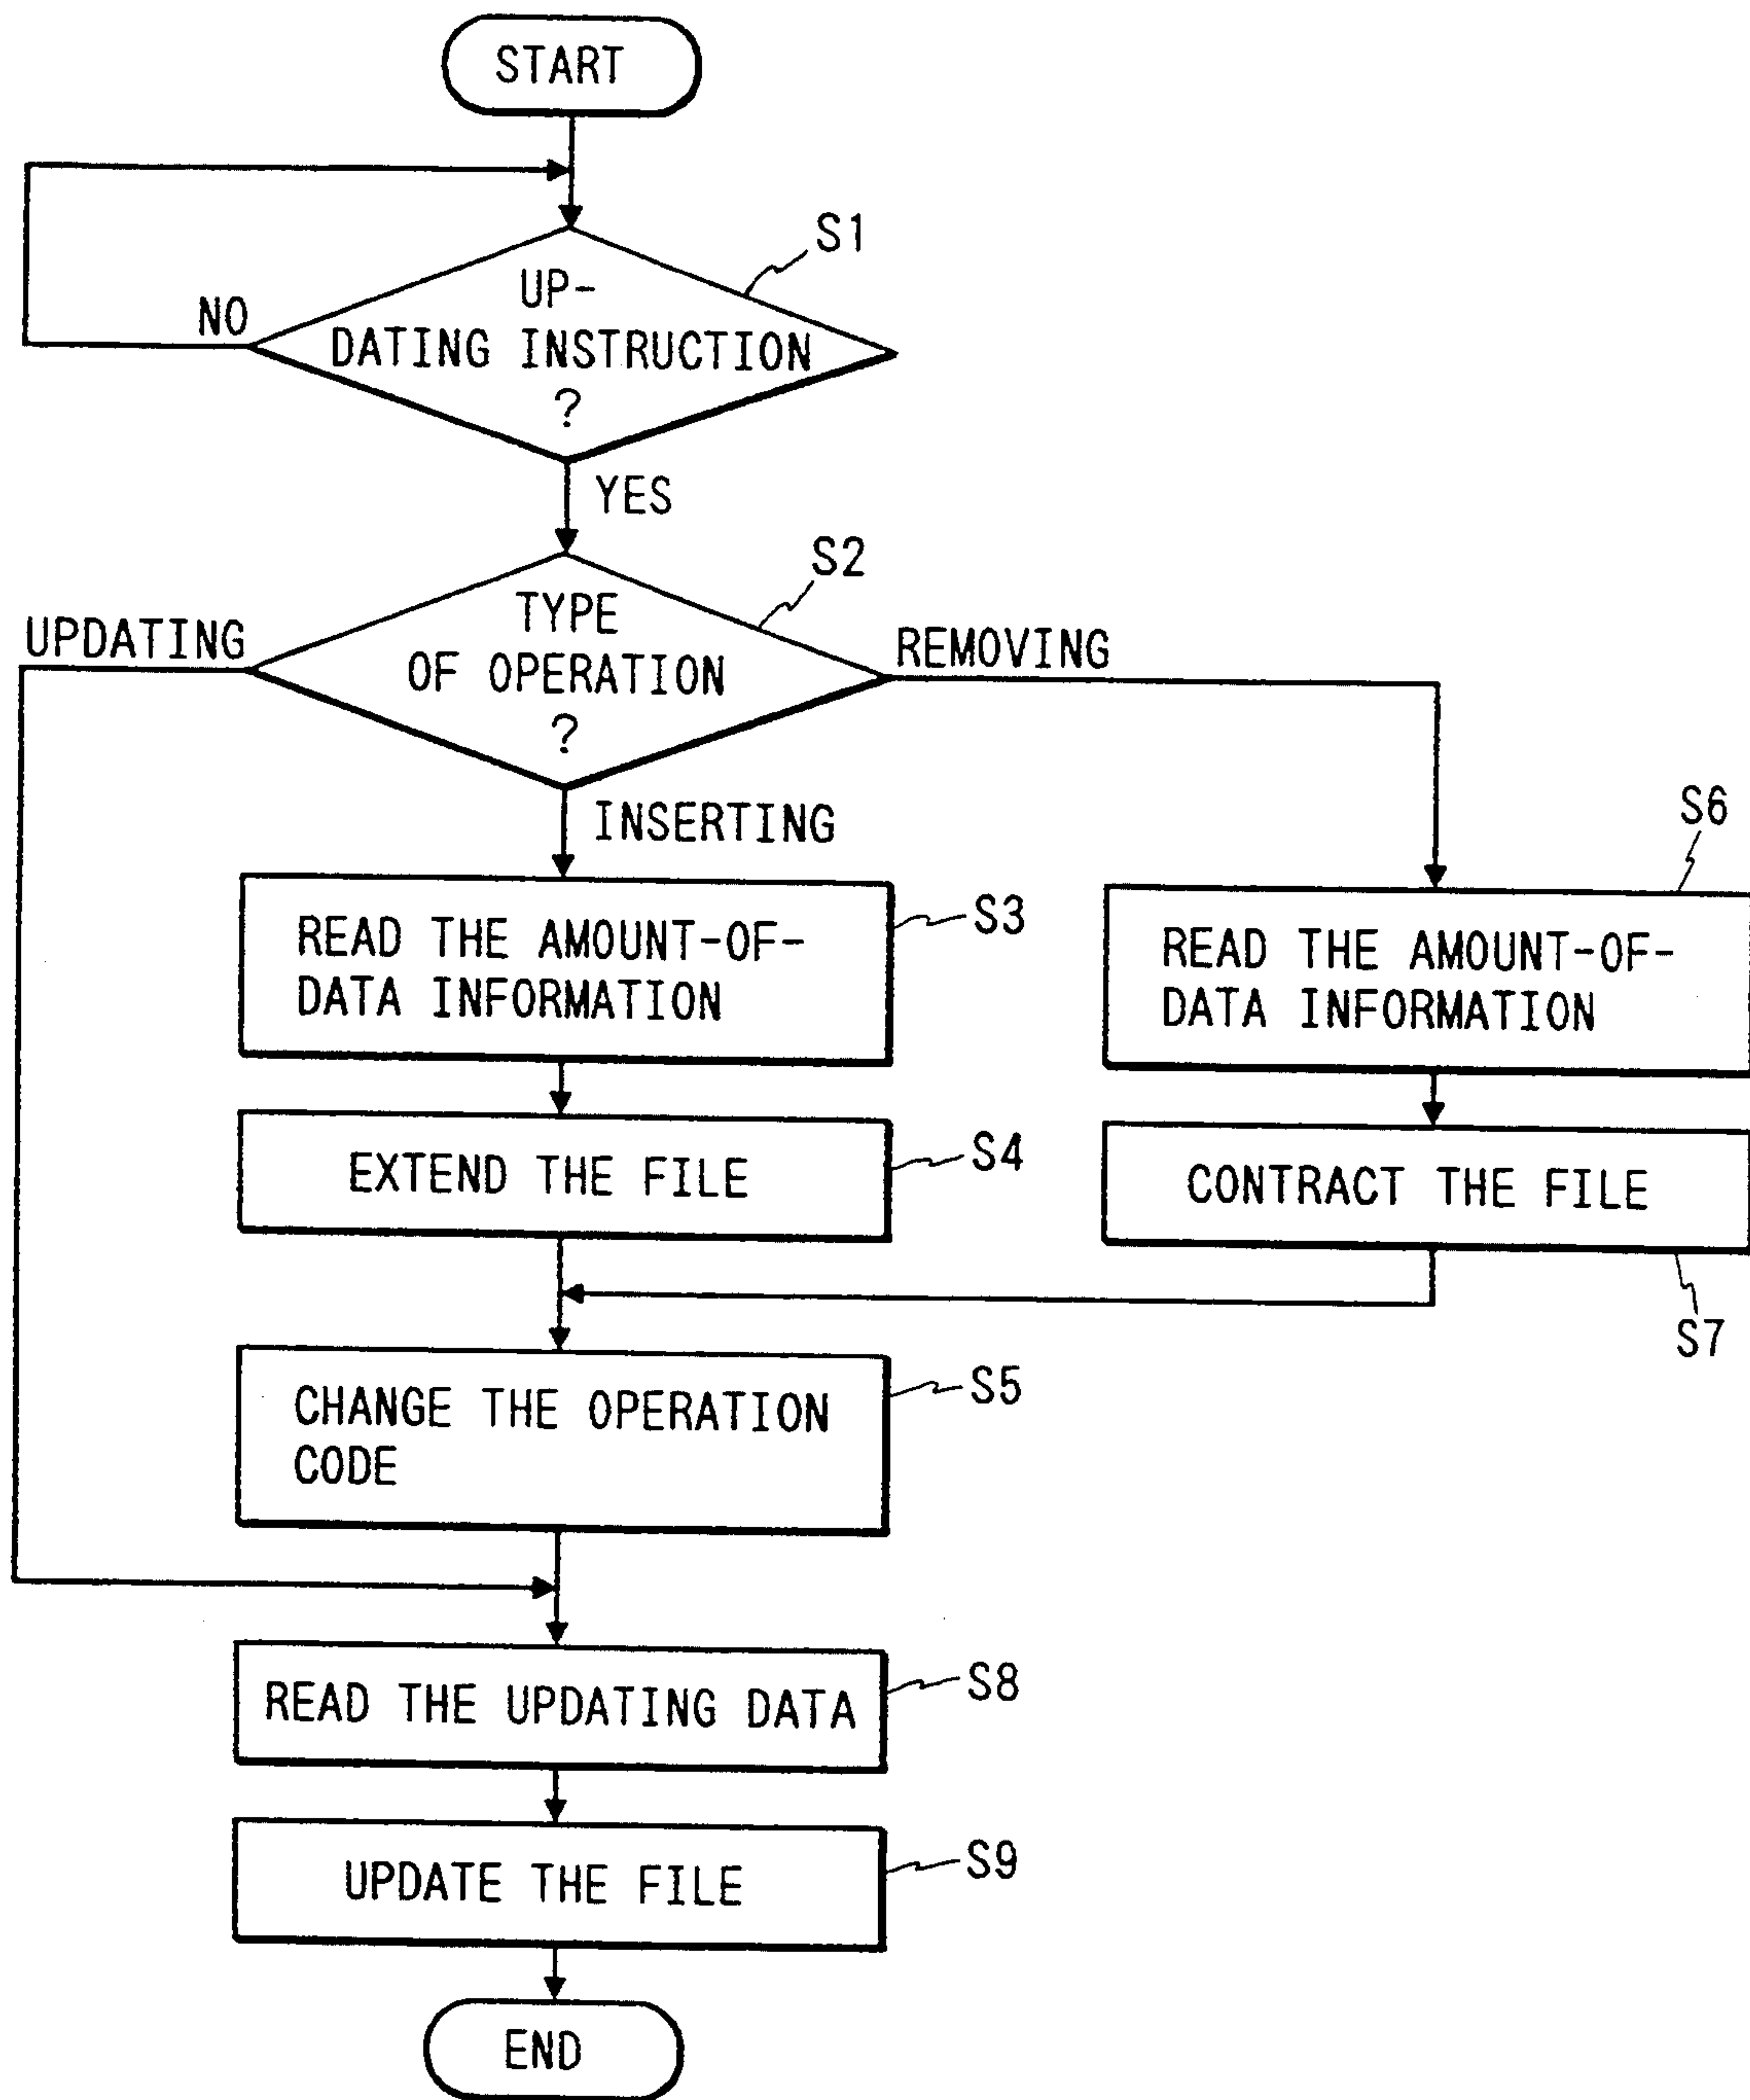 START
S1
UP-
DATING INSTRUCTION
?
NO
YES
S2
TYPE
OF OPERATION
?
UPDATING
REMOVING
INSERTING
S3
READ THE AMOUNT-OF-
DATA INFORMATION
S6
READ THE AMOUNT-OF-
DATA INFORMATION
S4
EXTEND THE FILE
CONTRACT THE FILE
S7
S5
CHANGE THE OPERATION
CODE
S8
READ THE UPDATING DATA
S9
UPDATE THE FILE
END